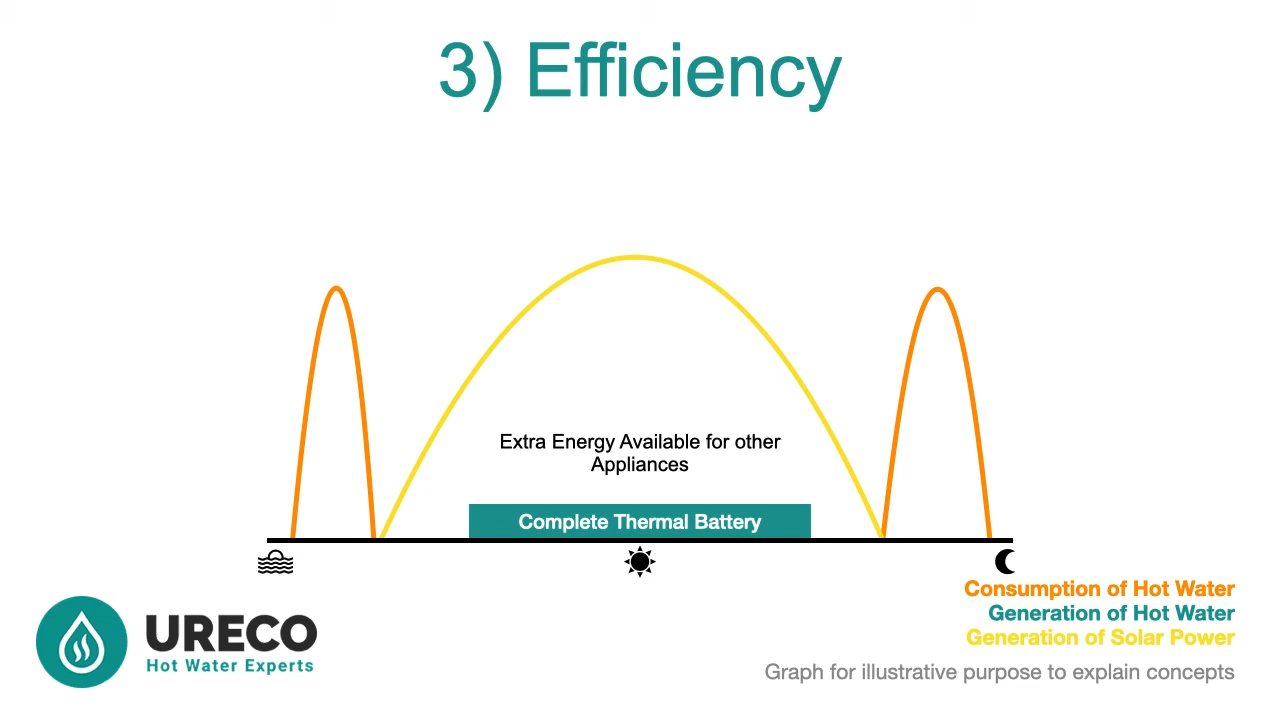 3) Efficiency
Extra Energy Available for other
Appliances
Complete Thermal Battery
Consumption of Hot Water
Generation of Hot Water
Generation of Solar Power
Graph for illustrative purpose to explain concepts
URECO
Hot Water Experts